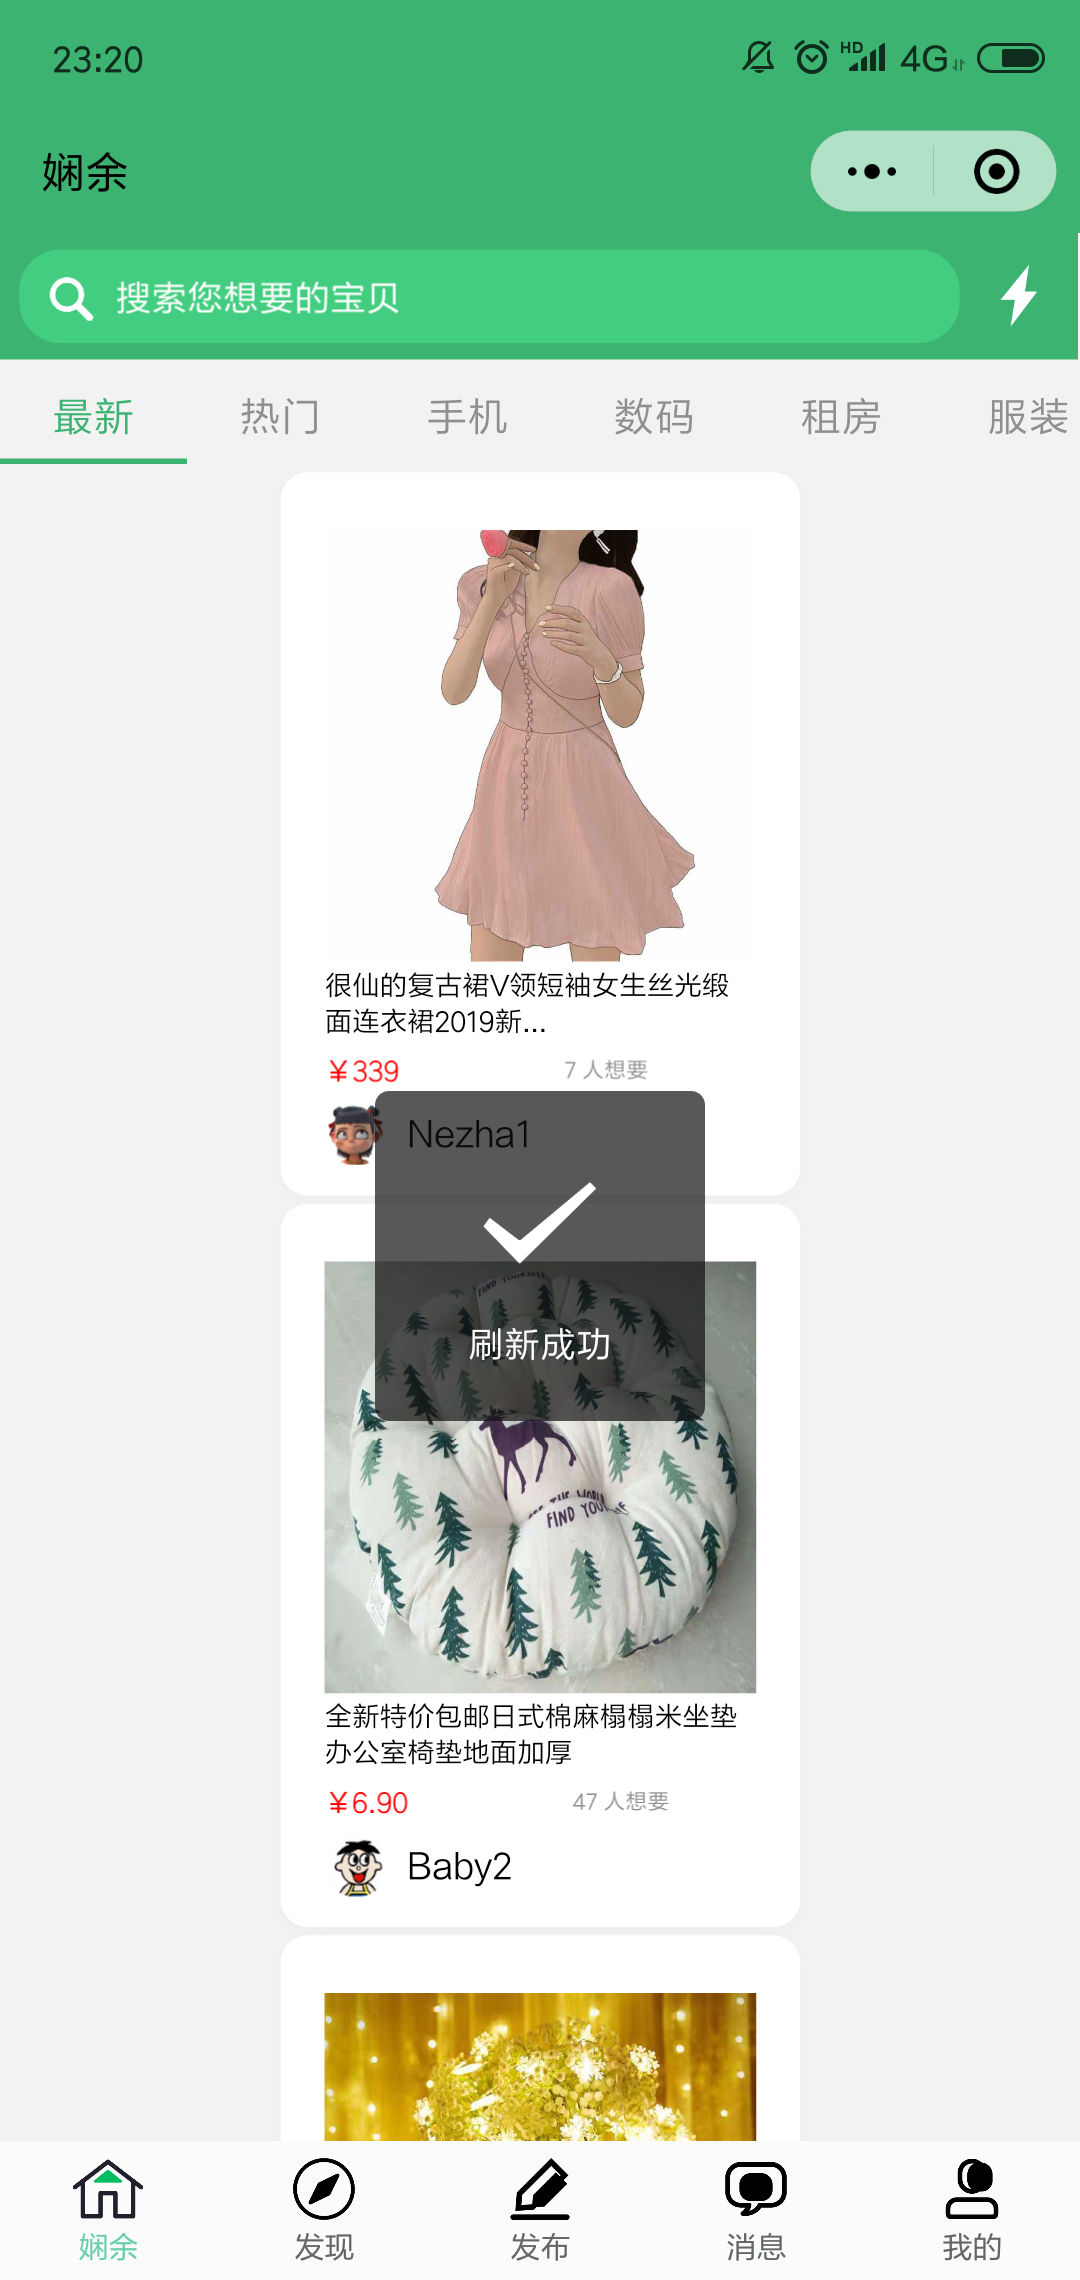 23:20
HD 4G
娴余
搜索您想要的宝贝
最新 热门 手机 数码 租房 服装
很仙的复古裙V领短袖女生丝光缎
面连衣裙2019新...
¥339 7 人想要
Nezha1
FIND YOURSELF
刷新成功
FIND YOU
全新特价包邮日式棉麻榻榻米坐垫
办公室椅垫地面加厚
¥6.90 47 人想要
Baby2
娴余 发现 发布 消息 我的